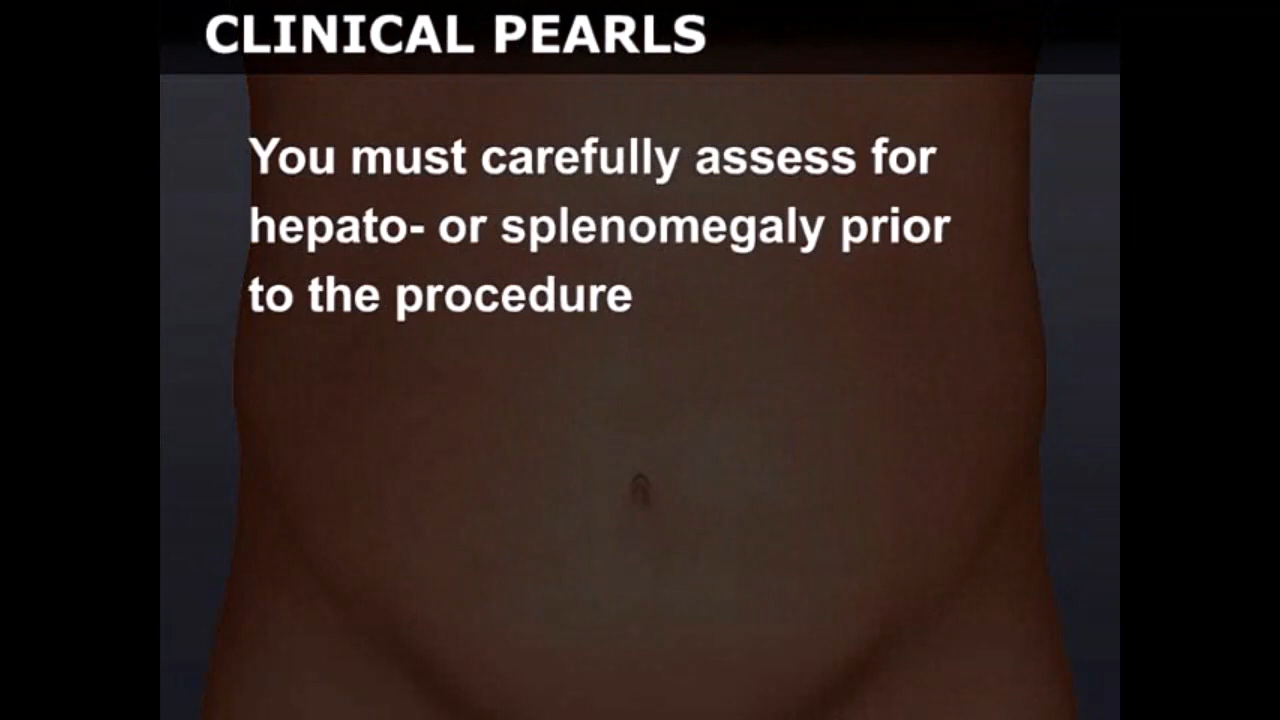 CLINICAL PEARLS
You must carefully assess for
hepato- or splenomegaly prior
to the procedure